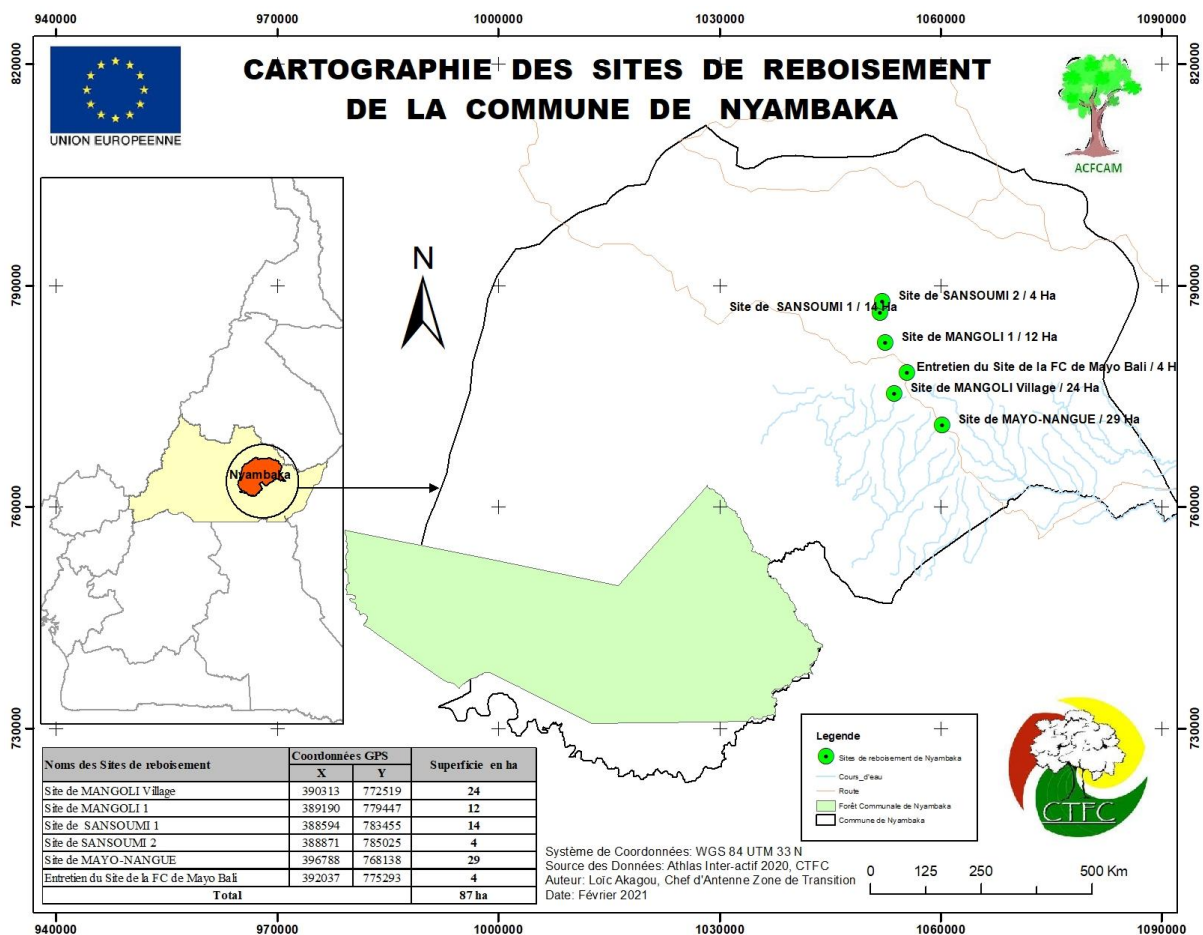 940000 970000 1000000 1030000 1060000 1090000
820000 820000
UNION EUROPEENNE
CARTOGRAPHIE DES SITES DE REBOISEMENT
DE LA COMMUNE DE NYAMBAKA
ACFCAM
N
790000 790000
Site de SANSOUMI 2 / 4 Ha
Site de SANSOUMI 1 / 14 Ha
Site de MANGOLI 1 / 12 Ha
Entretien du Site de la FC de Mayo Bali / 4 H
Site de MANGOLI Village / 24 Ha
Site de MAYO-NANGUE / 29 Ha
Nyambaka
760000 760000
730000 730000
Noms des Sites de reboisement Coordonnées GPS Superficie en ha
X Y
Site de MANGOLI Village 390313 772519 24
Site de MANGOLI 1 389190 779447 12
Site de SANSOUMI 1 388594 783455 14
Site de SANSOUMI 2 388871 785025 4
Site de MAYO-NANGUE 396788 768138 29
Entretien du Site de la FC de Mayo Bali 392037 775293 4
Total 87 ha
Legende
Sites de reboisement de Nyambaka
Cours_d'eau
Route
Forêt Communale de Nyambaka
Commune de Nyambaka
CTFC
Système de Coordonnées: WGS 84 UTM 33 N
Source des Données: Athlas Inter-actif 2020, CTFC
Auteur: Loïc Akagou, Chef d'Antenne Zone de Transition
Date: Février 2021
0 125 250 500 Km
940000 970000 1000000 1030000 1060000 1090000